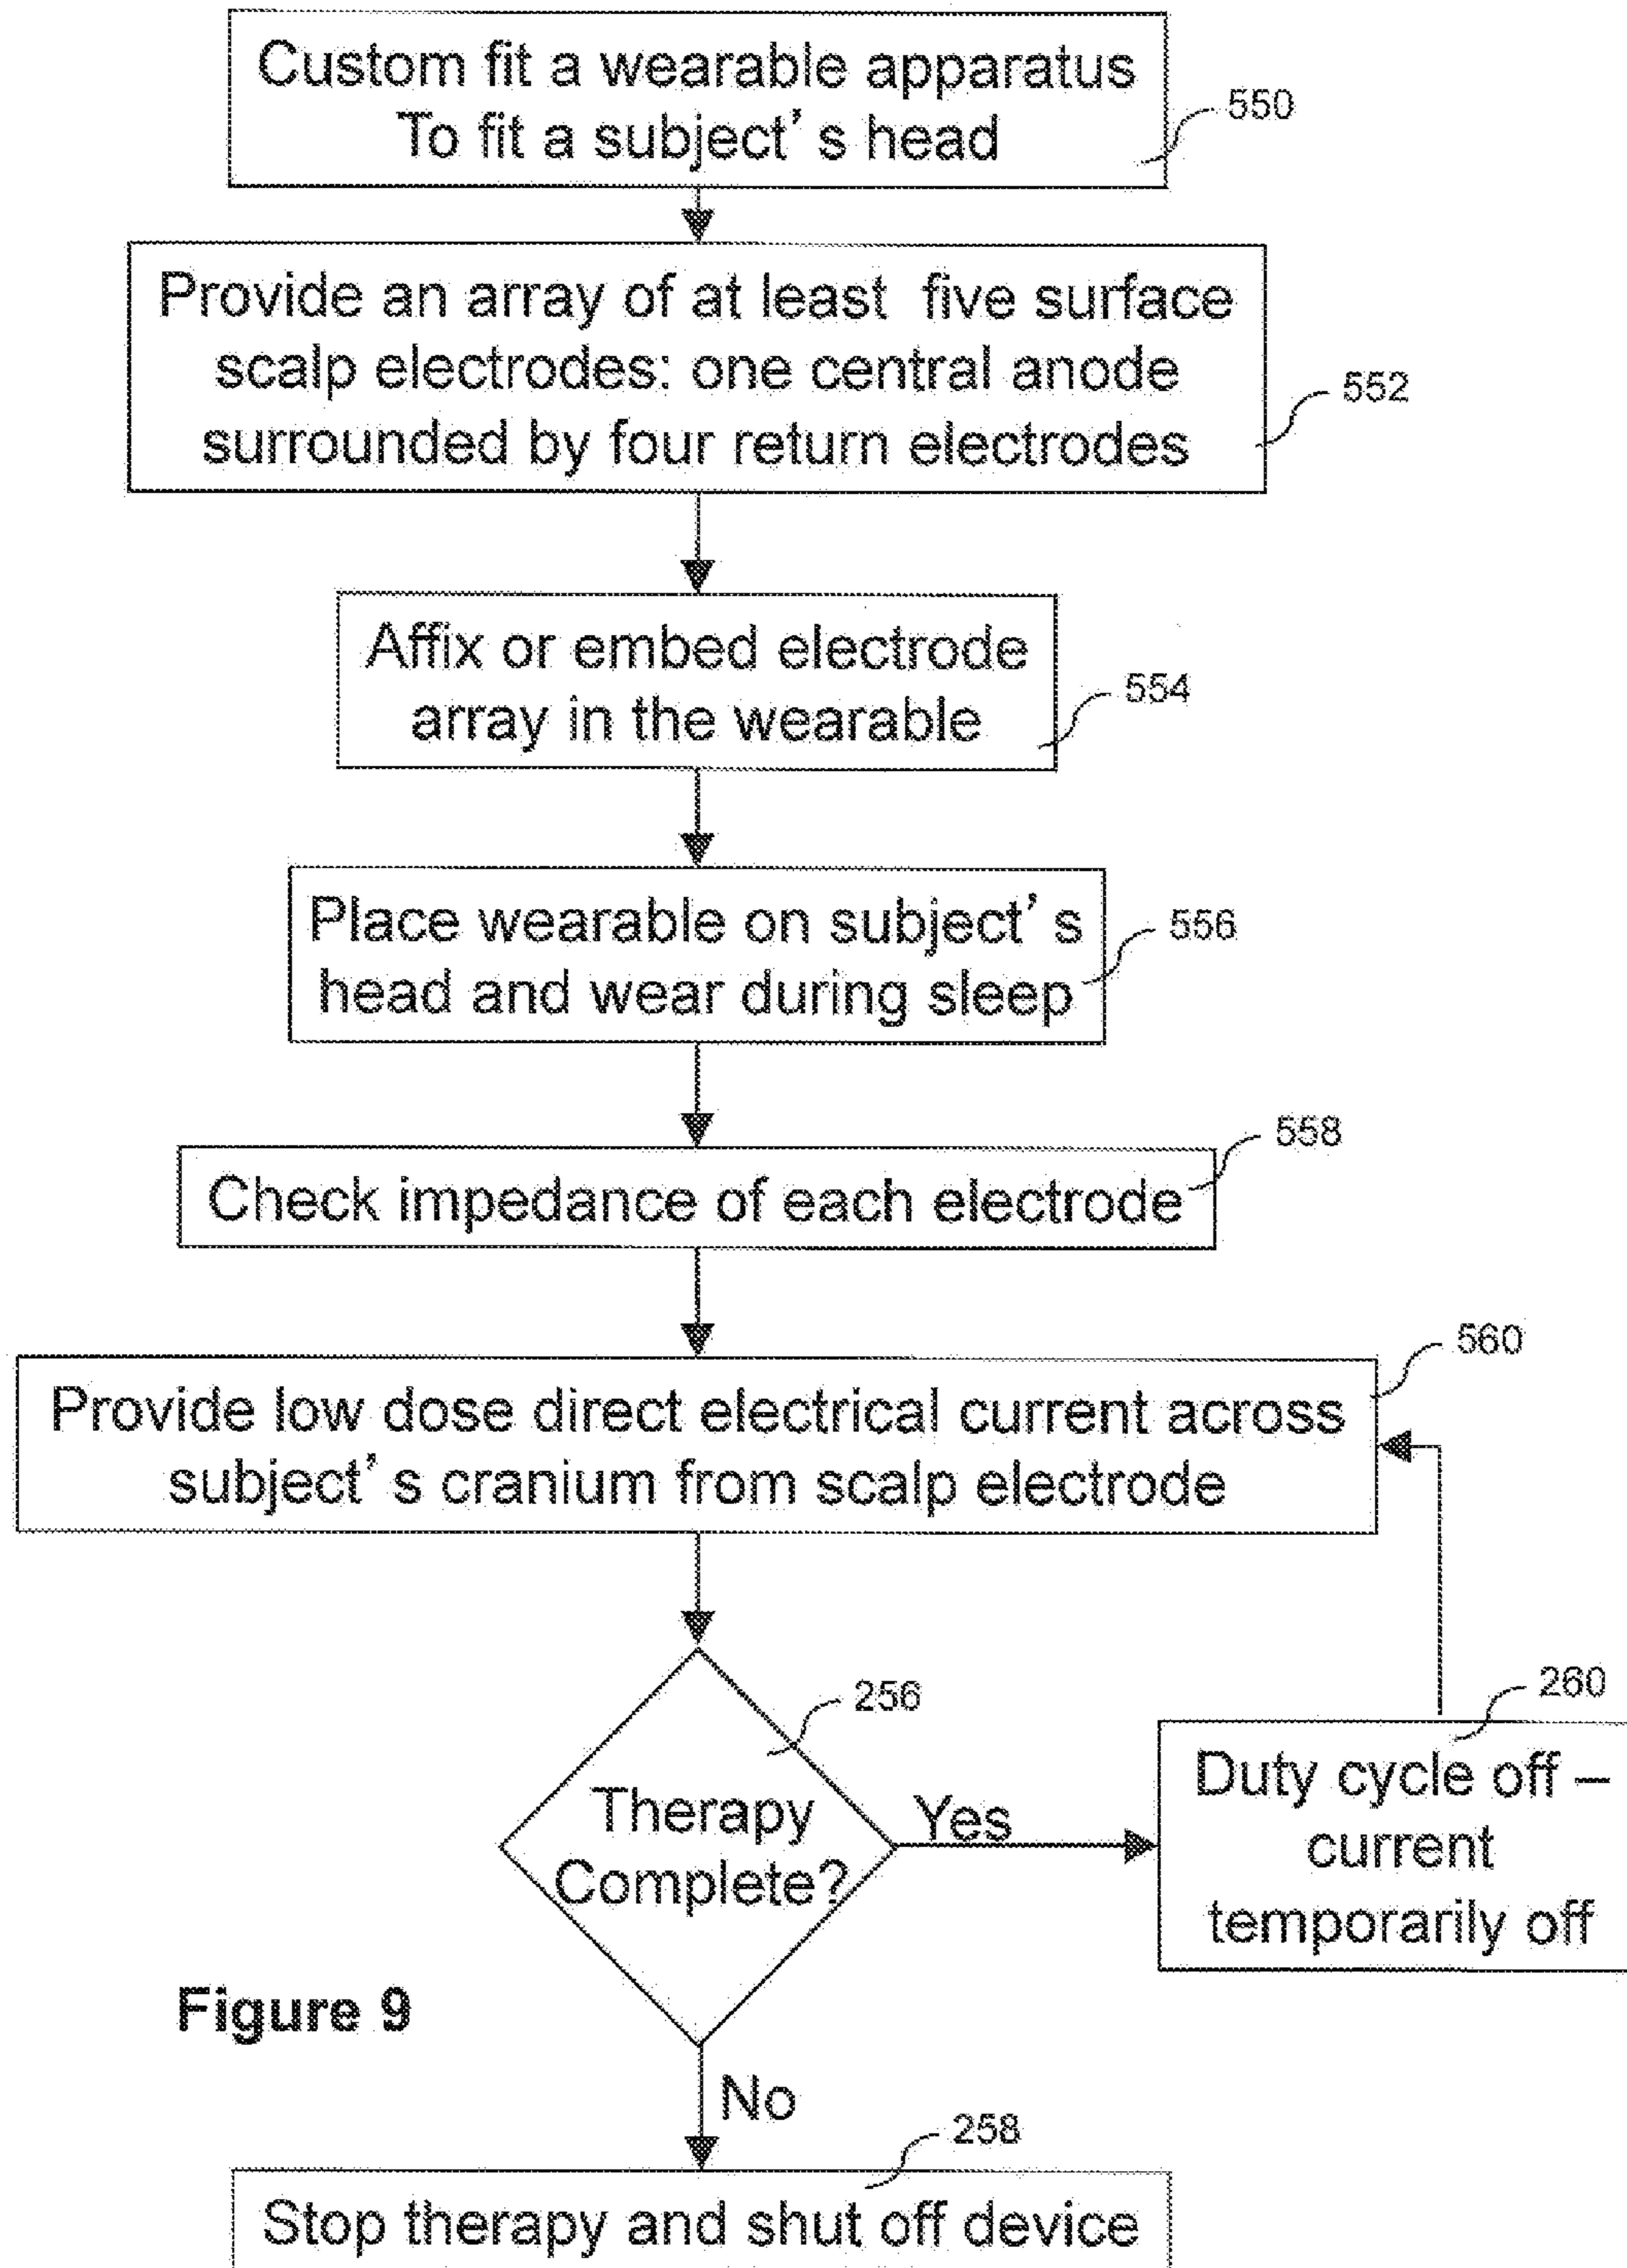 Custom fit a wearable apparatus
To fit a subject’s head
550
Provide an array of at least five surface
scalp electrodes: one central anode
surrounded by four return electrodes
552
Affix or embed electrode
array in the wearable
554
Place wearable on subject’s
head and wear during sleep
556
Check impedance of each electrode
558
Provide low dose direct electrical current across
subject’s cranium from scalp electrode
560
256
Therapy
Complete?
Yes
260
Duty cycle off –
current
temporarily off
Figure 9
No
258
Stop therapy and shut off device